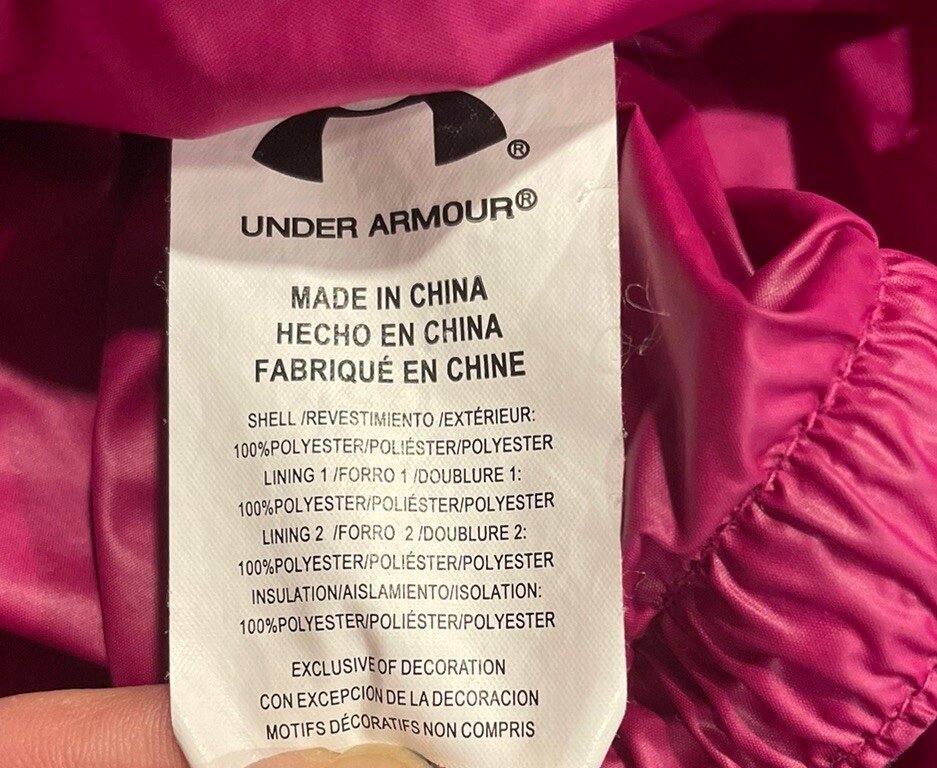 ®
UNDER ARMOUR®
MADE IN CHINA
HECHO EN CHINA
FABRIQUÉ EN CHINE
SHELL /REVESTIMIENTO /EXTÉRIEUR:
100%POLYESTER/POLIÉSTER/POLYESTER
LINING 1 /FORRO 1 /DOUBLURE 1:
100%POLYESTER/POLIÉSTER/POLYESTER
LINING 2 /FORRO 2 /DOUBLURE 2:
100%POLYESTER/POLIÉSTER/POLYESTER
INSULATION/AISLAMIENTO/ISOLATION:
100%POLYESTER/POLIÉSTER/POLYESTER
EXCLUSIVE OF DECORATION
CON EXCEPCION DE LA DECORACION
MOTIFS DÉCORATIFS NON COMPRIS